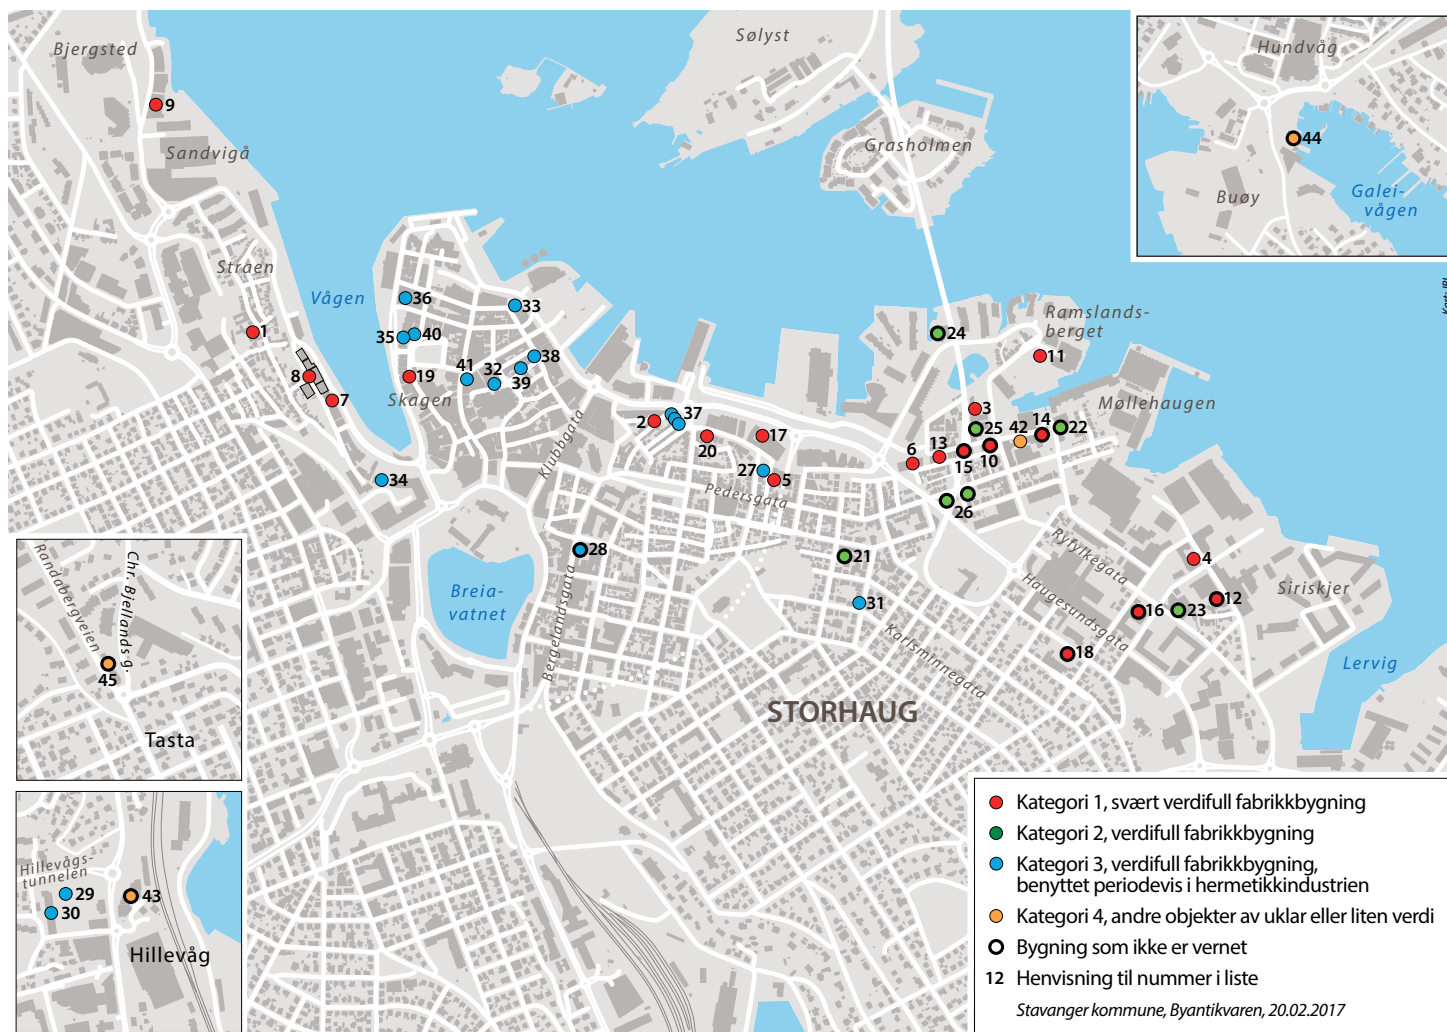 Bjergsted
Sølyst
Hundvåg
9
Sandvigå
Grasholmen
44
Buøy
Galei-
vågen
Straen
Vågen
36
33
Ramslands-
berget
Kart: JBL
1
35
40
24
11
41
32
38
39
8
19
Skagen
7
Møllehaugen
Klubbgata
2
37
3
25
42
14
22
20
17
6
13
15
10
27
5
Pedersgata
34
26
28
21
Ryfylkegata
4
Randabergveien
Chr. Bjellands g.
Breia-
vatnet
Bergelandsgata
31
Haugesundsgata
Siriskjer
16
23
12
Karlsminnegata
18
45
Lervig
STORHAUG
Tasta
Hillevågs-
tunnelen
29
30
43
Hillevåg
Kategori 1, svært verdifull fabrikkbygning
Kategori 2, verdifull fabrikkbygning
Kategori 3, verdifull fabrikkbygning,
benyttet periodevis i hermetikkindustrien
Kategori 4, andre objekter av uklar eller liten verdi
Bygning som ikke er vernet
12 Henvisning til nummer i liste
Stavanger kommune, Byantikvaren, 20.02.2017